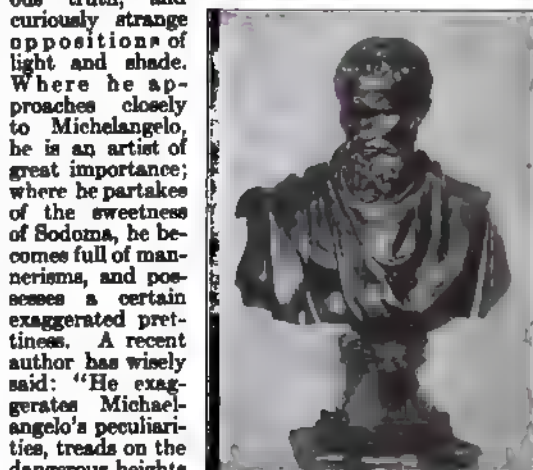 ous truth, and
curiously strange
oppositions of
light and shade.
Where he ap-
proaches closely
to Michelangelo,
he is an artist of
great importance;
where he partakes
of the sweetness
of Sodoma, he be-
comes full of man-
nerisms, and pos-
sesses a certain
exaggerated pret-
tiness. A recent
author has wisely
said: "He exag-
gerates Michael-
angelo's peculiari-
ties, treads on the
dangerous heights